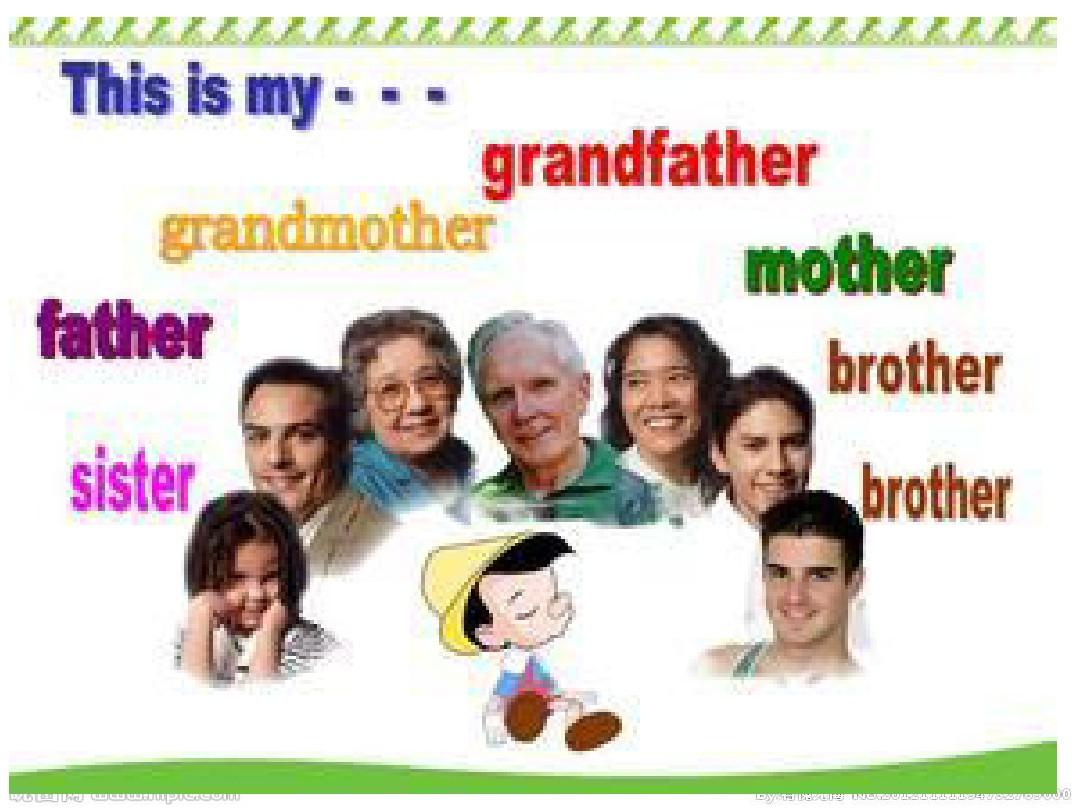 This is my - - -
grandfather
grandmother
mother
father
brother
sister
brother